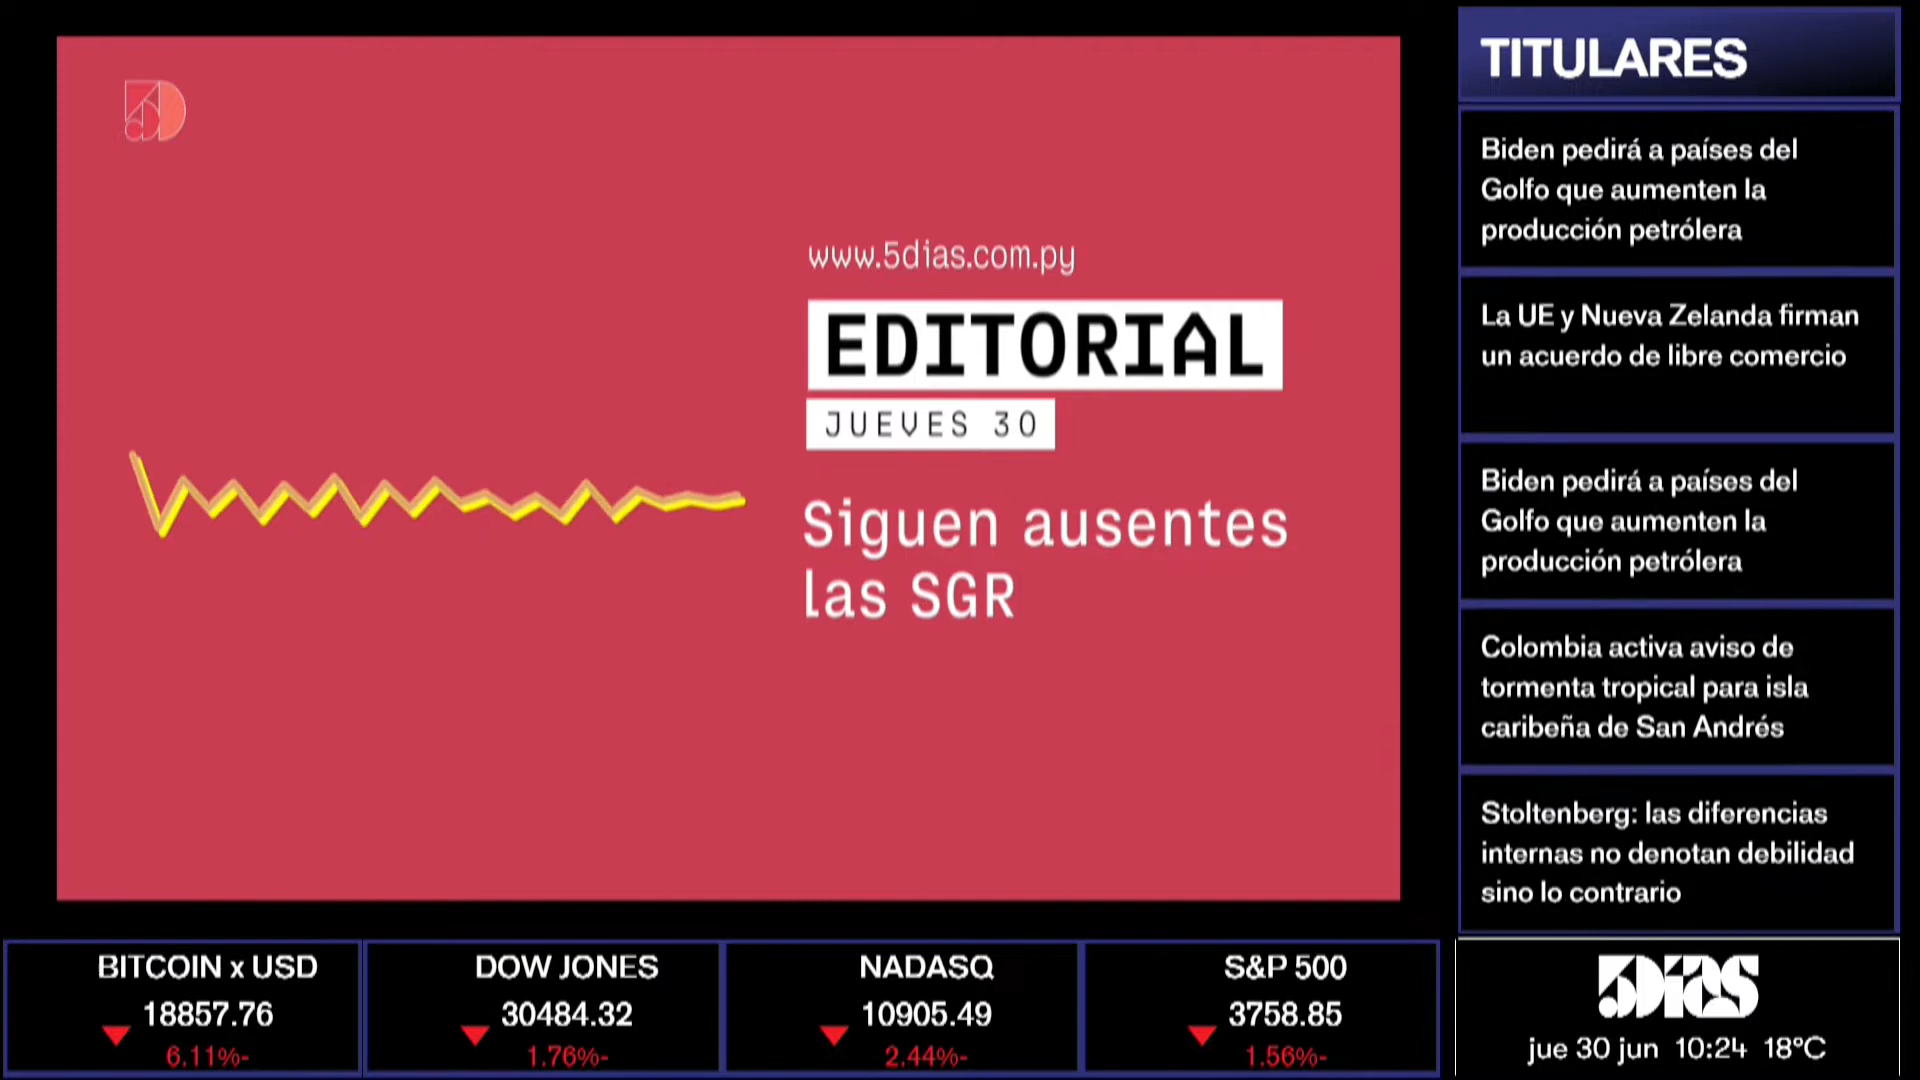 5D
www.5dias.com.py
EDITORIAL
JUEVES 30
Siguen ausentes
las SGR
TITULARES
Biden pedirá a países del
Golfo que aumenten la
producción petrólera
La UE y Nueva Zelanda firman
un acuerdo de libre comercio
Biden pedirá a países del
Golfo que aumenten la
producción petrólera
Colombia activa aviso de
tormenta tropical para isla
caribeña de San Andrés
Stoltenberg: las diferencias
internas no denotan debilidad
sino lo contrario
BITCOIN x USD
18857.76
6.11%-
DOW JONES
30484.32
1.76%-
NADASQ
10905.49
2.44%-
S&P 500
3758.85
1.56%-
5Días
jue 30 jun 10:24 18°C